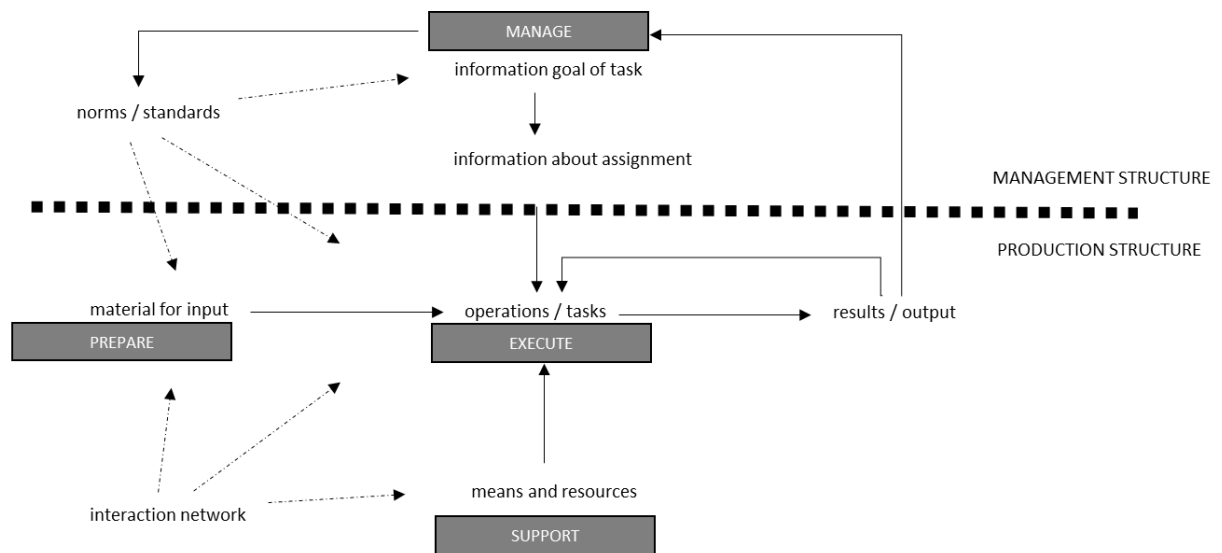 MANAGE
information goal of task
norms / standards
information about assignment
MANAGEMENT STRUCTURE
PRODUCTION STRUCTURE
material for input
operations / tasks
results / output
PREPARE
EXECUTE
means and resources
interaction network
SUPPORT